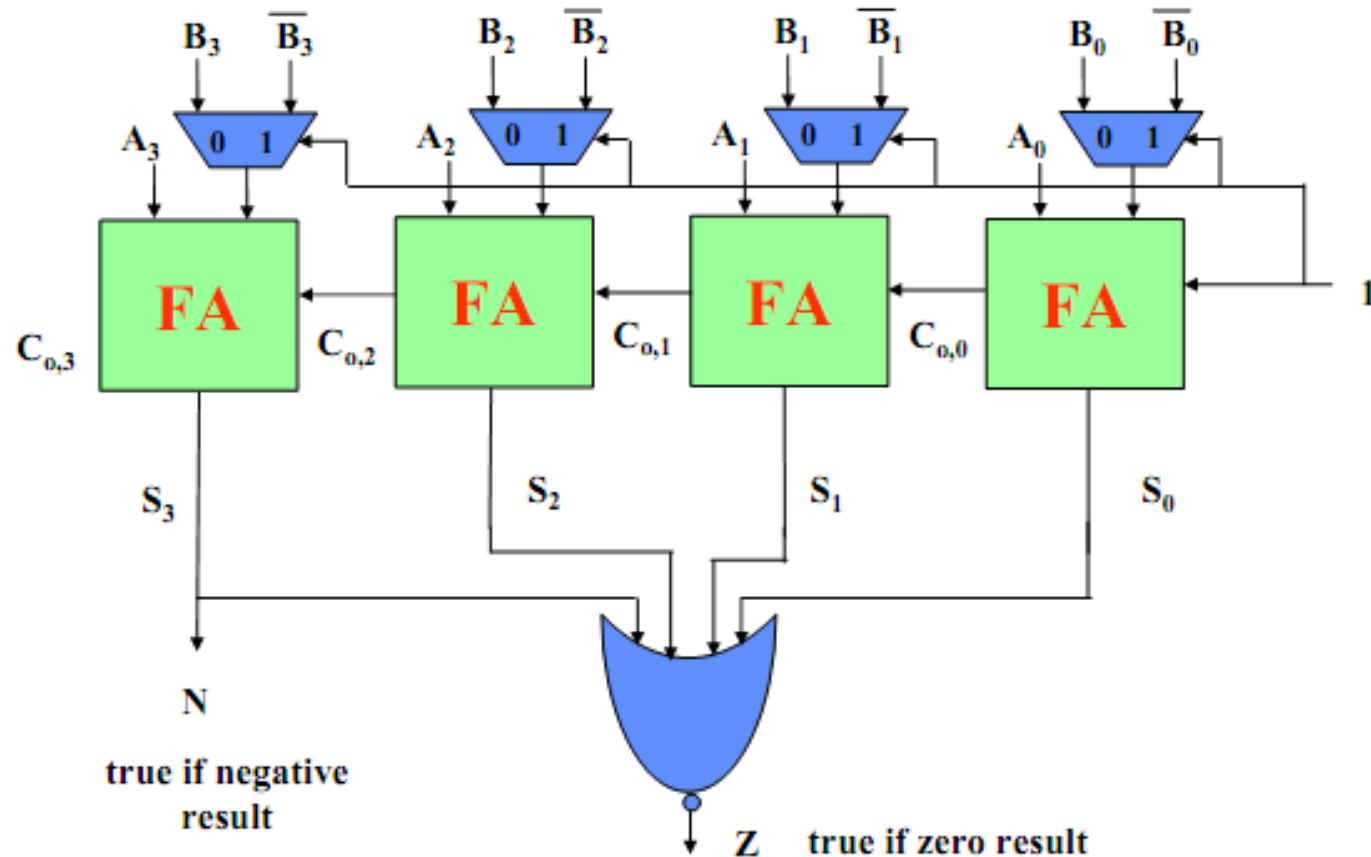 B₃ B̅₃ B₂ B̅₂ B₁ B̅₁ B₀ B̅₀
0 1 0 1 0 1 0 1
A₃ A₂ A₁ A₀
FA FA FA FA 1
Cₒ,₃ Cₒ,₂ Cₒ,₁ Cₒ,₀
S₃ S₂ S₁ S₀
N
true if negative
result
Z true if zero result